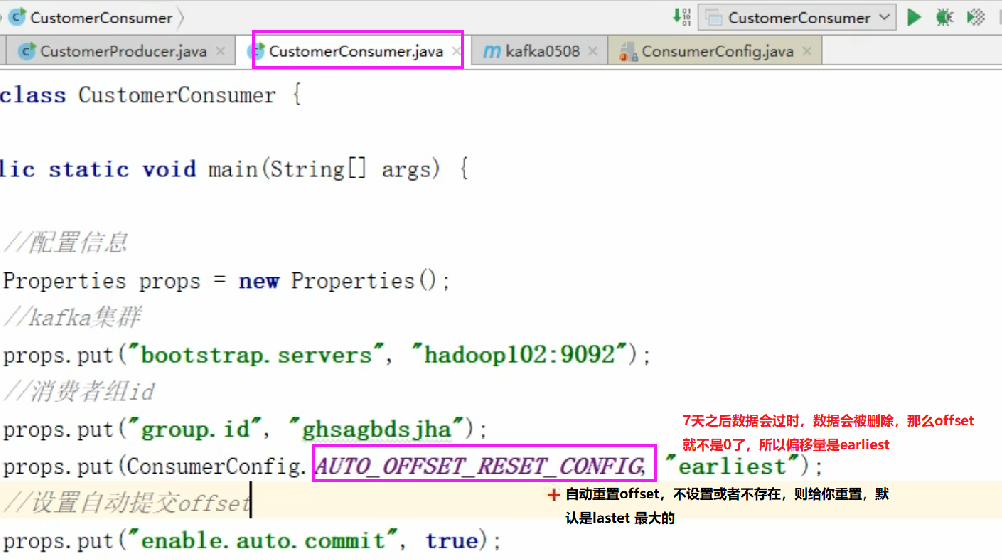 CustomerConsumer
CustomerConsumer
CustomerProducer.java
CustomerConsumer.java
kafka0508
ConsumerConfig.java
class CustomerConsumer {
lic static void main(String[] args) {
//配置信息
Properties props = new Properties();
//kafka集群
props.put("bootstrap.servers", "hadoop102:9092");
//消费者组id
props.put("group.id", "ghsagbdsjha");
7天之后数据会过时，数据会被删除，那么offset
就不是0了，所以偏移量是earliest
props.put(ConsumerConfig.AUTO_OFFSET_RESET_CONFIG, "earliest");
//设置自动提交offset
自动重置offset，不设置或者不存在，则给你重置，默
认是lastet 最大的
props.put("enable.auto.commit", true);